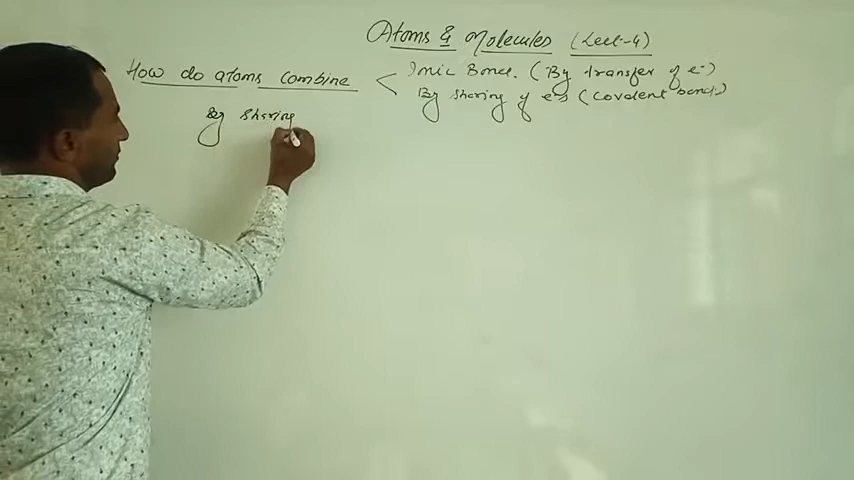 Atoms & Molecules (Lect-4)
How do atoms combine
Ionic Bond. (By transfer of e-)
By sharing of e-s (Covalent bond)
By sharing